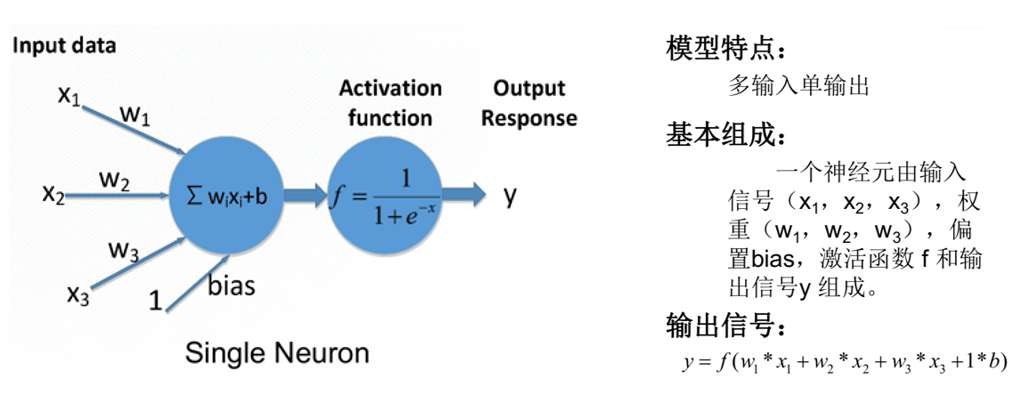 Input data
x₁
w₁
x₂
w₂
x₃
w₃
1
bias
∑ wᵢxᵢ+b
Activation
function
f = 1/(1+e⁻ˣ)
Output
Response
y
Single Neuron
模型特点：
多输入单输出
基本组成：
一个神经元由输入
信号（x₁，x₂，x₃），权
重（w₁，w₂，w₃），偏
置bias，激活函数 f 和输
出信号y 组成。
输出信号：
y = f(w₁*x₁+w₂*x₂+w₃*x₃+1*b)